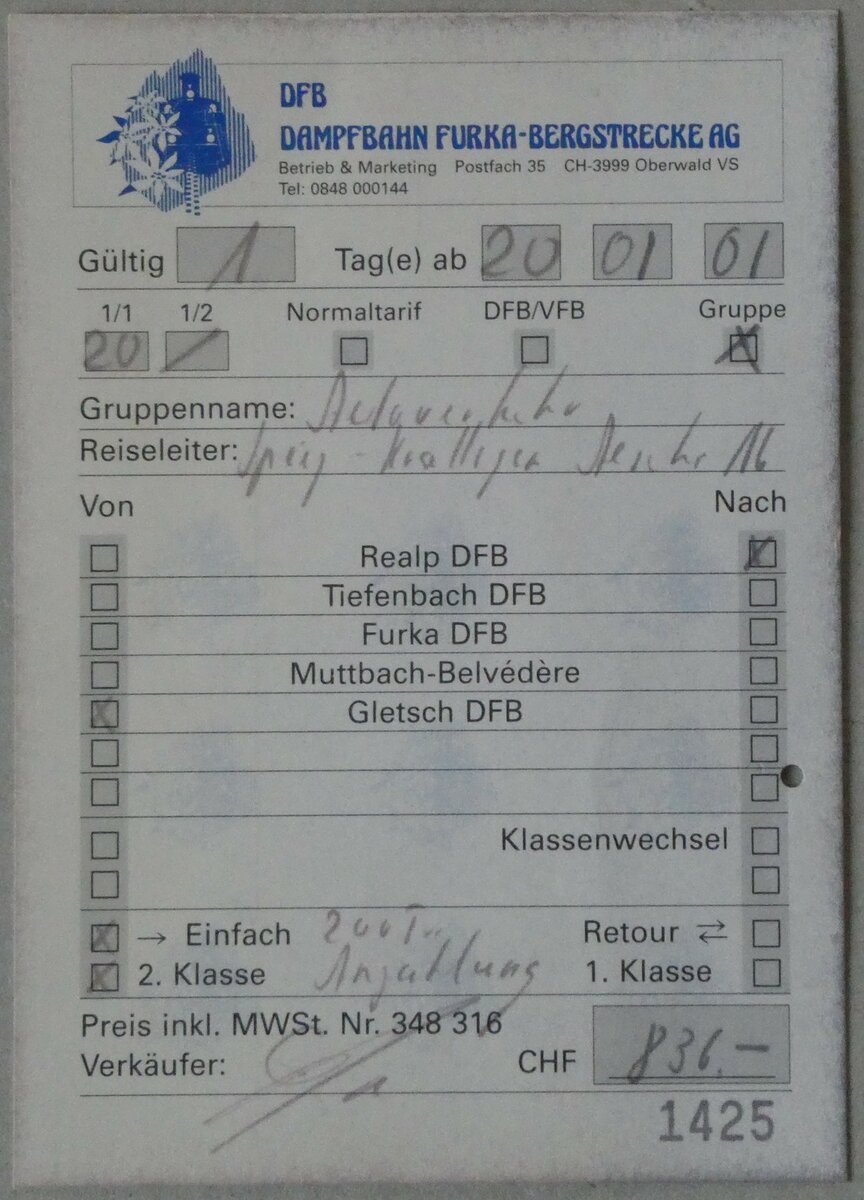 DFB
DAMPFBAHN FURKA-BERGSTRECKE AG
Betrieb & Marketing Postfach 35 CH-3999 Oberwald VS
Tel: 0848 000144
Gültig 1 Tag(e) ab 20 01 01
1/1 1/2 Normaltarif DFB/VFB Gruppe
20
Gruppenname:
Reiseleiter:
Von Nach
Realp DFB
Tiefenbach DFB
Furka DFB
Muttbach-Belvédère
Gletsch DFB
Klassenwechsel
→ Einfach Retour ⇄
2. Klasse Anzahlung 1. Klasse
Preis inkl. MWSt. Nr. 348 316
Verkäufer: CHF 836.—
1425